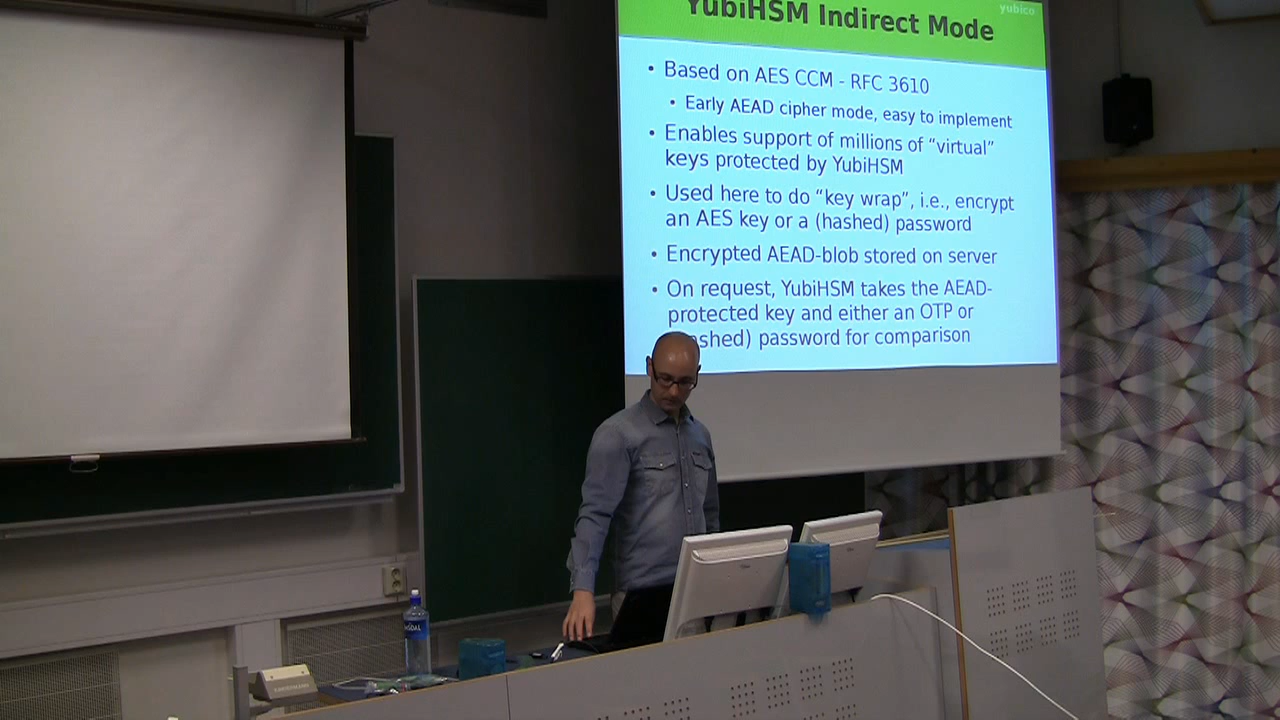 yubico
YubiHSM Indirect Mode
• Based on AES CCM - RFC 3610
• Early AEAD cipher mode, easy to implement
• Enables support of millions of “virtual”
keys protected by YubiHSM
• Used here to do “key wrap”, i.e., encrypt
an AES key or a (hashed) password
• Encrypted AEAD-blob stored on server
• On request, YubiHSM takes the AEAD-
protected key and either an OTP or
ashed) password for comparison